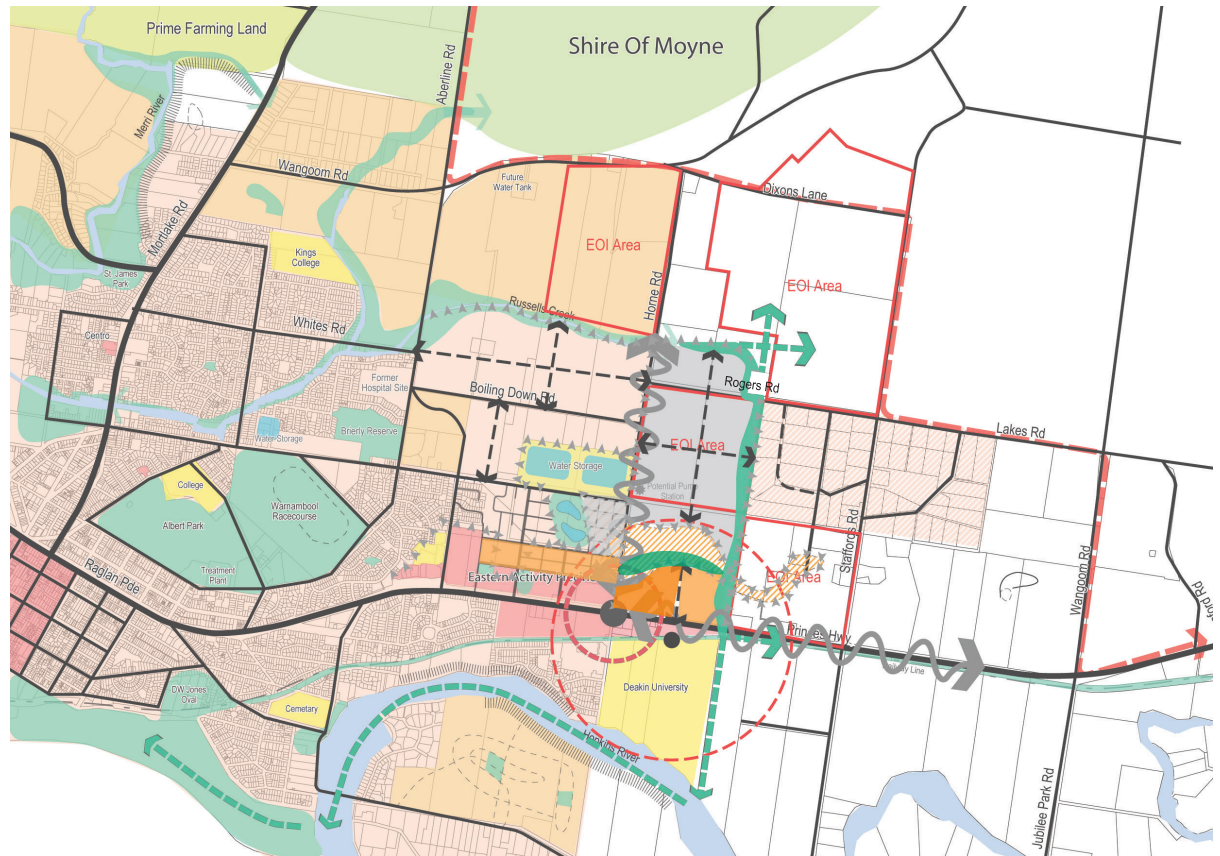 Prime Farming Land
Shire Of Moyne
Aberline Rd
Merri River
Mortlake Rd
Wangoom Rd
Future
Water Tank
Dixons Lane
Kings
College
EOI Area
Horne Rd
EOI Area
St James
Park
Russells Creek
Whites Rd
Centro
Former
Hospital Site
Boiling Down Rd
Rogers Rd
Lakes Rd
Water Storage
Brierly Reserve
EOI Area
Water Storage
Potential Pump
Station
College
Warrnambool
Racecourse
Albert Park
Staffords Rd
Treatment
Plant
Raglan Pde
Eastern Activity
EOI Area
Wangoom Rd
Princes Hwy
Line
DW Jones
Oval
Cemetary
Deakin University
Hopkins River
Jubilee Park Rd